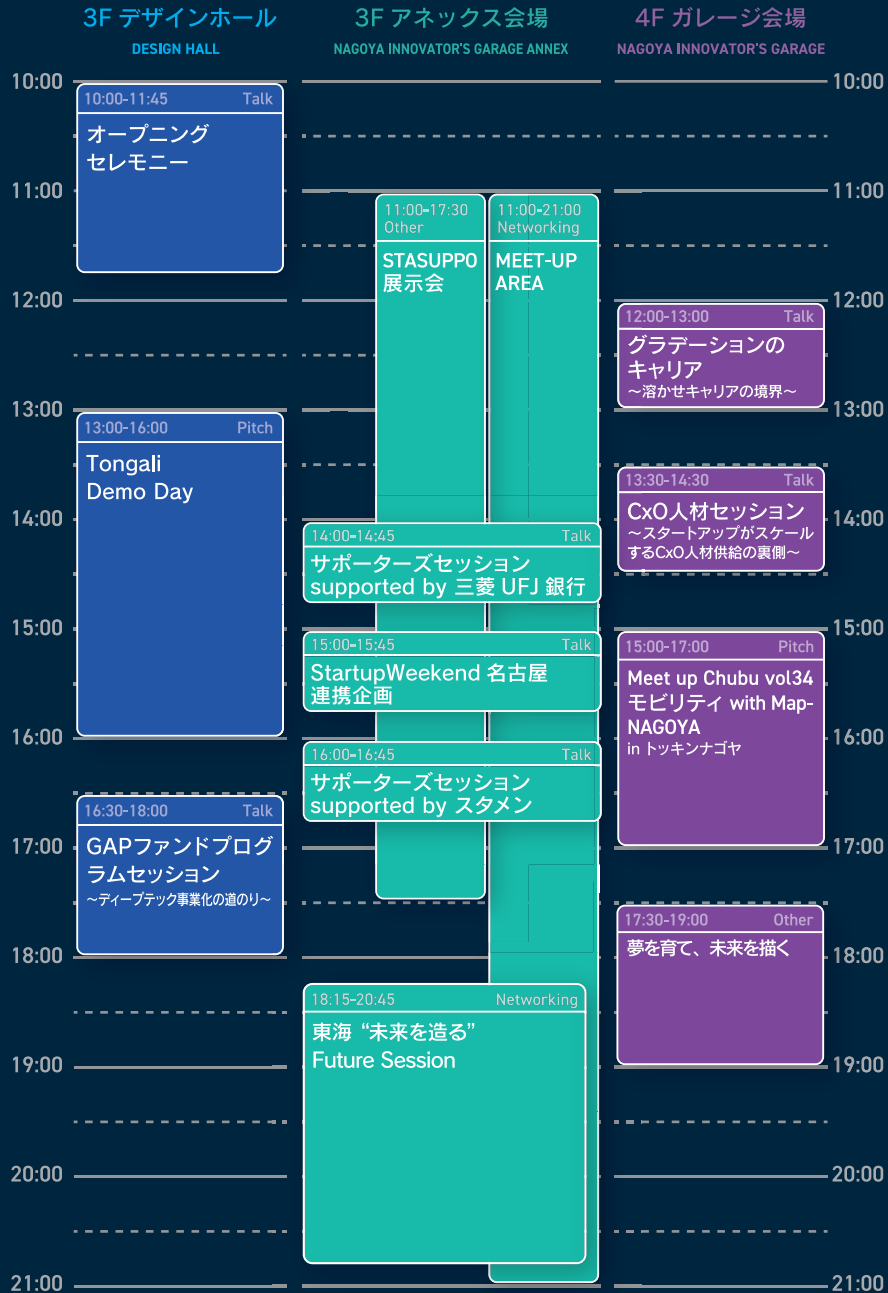 3F デザインホール
DESIGN HALL
3F アネックス会場
NAGOYA INNOVATOR'S GARAGE ANNEX
4F ガレージ会場
NAGOYA INNOVATOR'S GARAGE
10:00
11:00
12:00
13:00
14:00
15:00
16:00
17:00
18:00
19:00
20:00
21:00
10:00-11:45 Talk
オープニング
セレモニー
13:00-16:00 Pitch
Tongali
Demo Day
16:30-18:00 Talk
GAPファンドプログ
ラムセッション
～ディープテック事業化の道のり～
11:00-17:30
Other
STASUPPO
展示会
11:00-21:00
Networking
MEET-UP
AREA
14:00-14:45 Talk
サポーターズセッション
supported by 三菱 UFJ 銀行
15:00-15:45 Talk
StartupWeekend 名古屋
連携企画
16:00-16:45 Talk
サポーターズセッション
supported by スタメン
18:15-20:45 Networking
東海 “未来を造る”
Future Session
12:00-13:00 Talk
グラデーションの
キャリア
～溶かせキャリアの境界～
13:30-14:30 Talk
CxO人材セッション
～スタートアップがスケール
するCxO人材供給の裏側～
15:00-17:00 Pitch
Meet up Chubu vol34
モビリティ with Map-
NAGOYA
in トッキンナゴヤ
17:30-19:00 Other
夢を育て、未来を描く
10:00
11:00
12:00
13:00
14:00
15:00
16:00
17:00
18:00
19:00
20:00
21:00